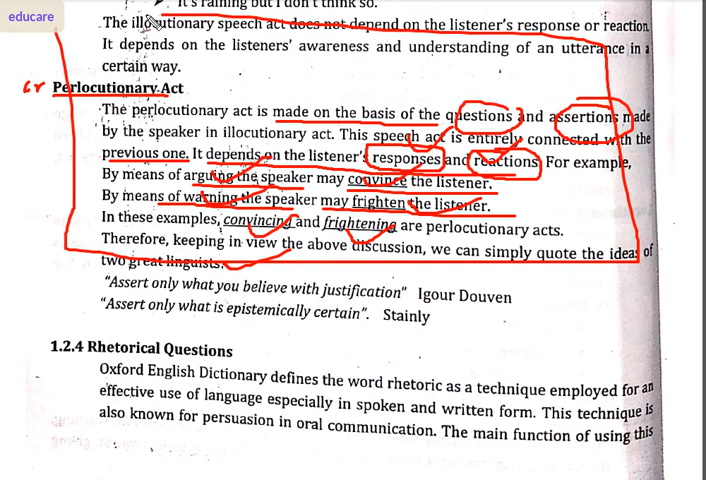 It's raining but I don't think so.
educare
The illocutionary speech act does not depend on the listener's response or reaction
It depends on the listeners' awareness and understanding of an utterance in a
certain way.
Perlocutionary Act
The perlocutionary act is made on the basis of the questions and assertions made
by the speaker in illocutionary act. This speech act is entirely connected with the
previous one. It depends on the listener's responses and reactions. For example,
By means of arguing the speaker may convince the listener.
By means of warning the speaker may frighten the listener.
In these examples, convincing and frightening are perlocutionary acts.
Therefore, keeping in view the above discussion, we can simply quote the ideas of
two great linguists.
"Assert only what you believe with justification" Igour Douven
"Assert only what is epistemically certain". Stainly
1.2.4 Rhetorical Questions
Oxford English Dictionary defines the word rhetoric as a technique employed for an
effective use of language especially in spoken and written form. This technique is
also known for persuasion in oral communication. The main function of using this